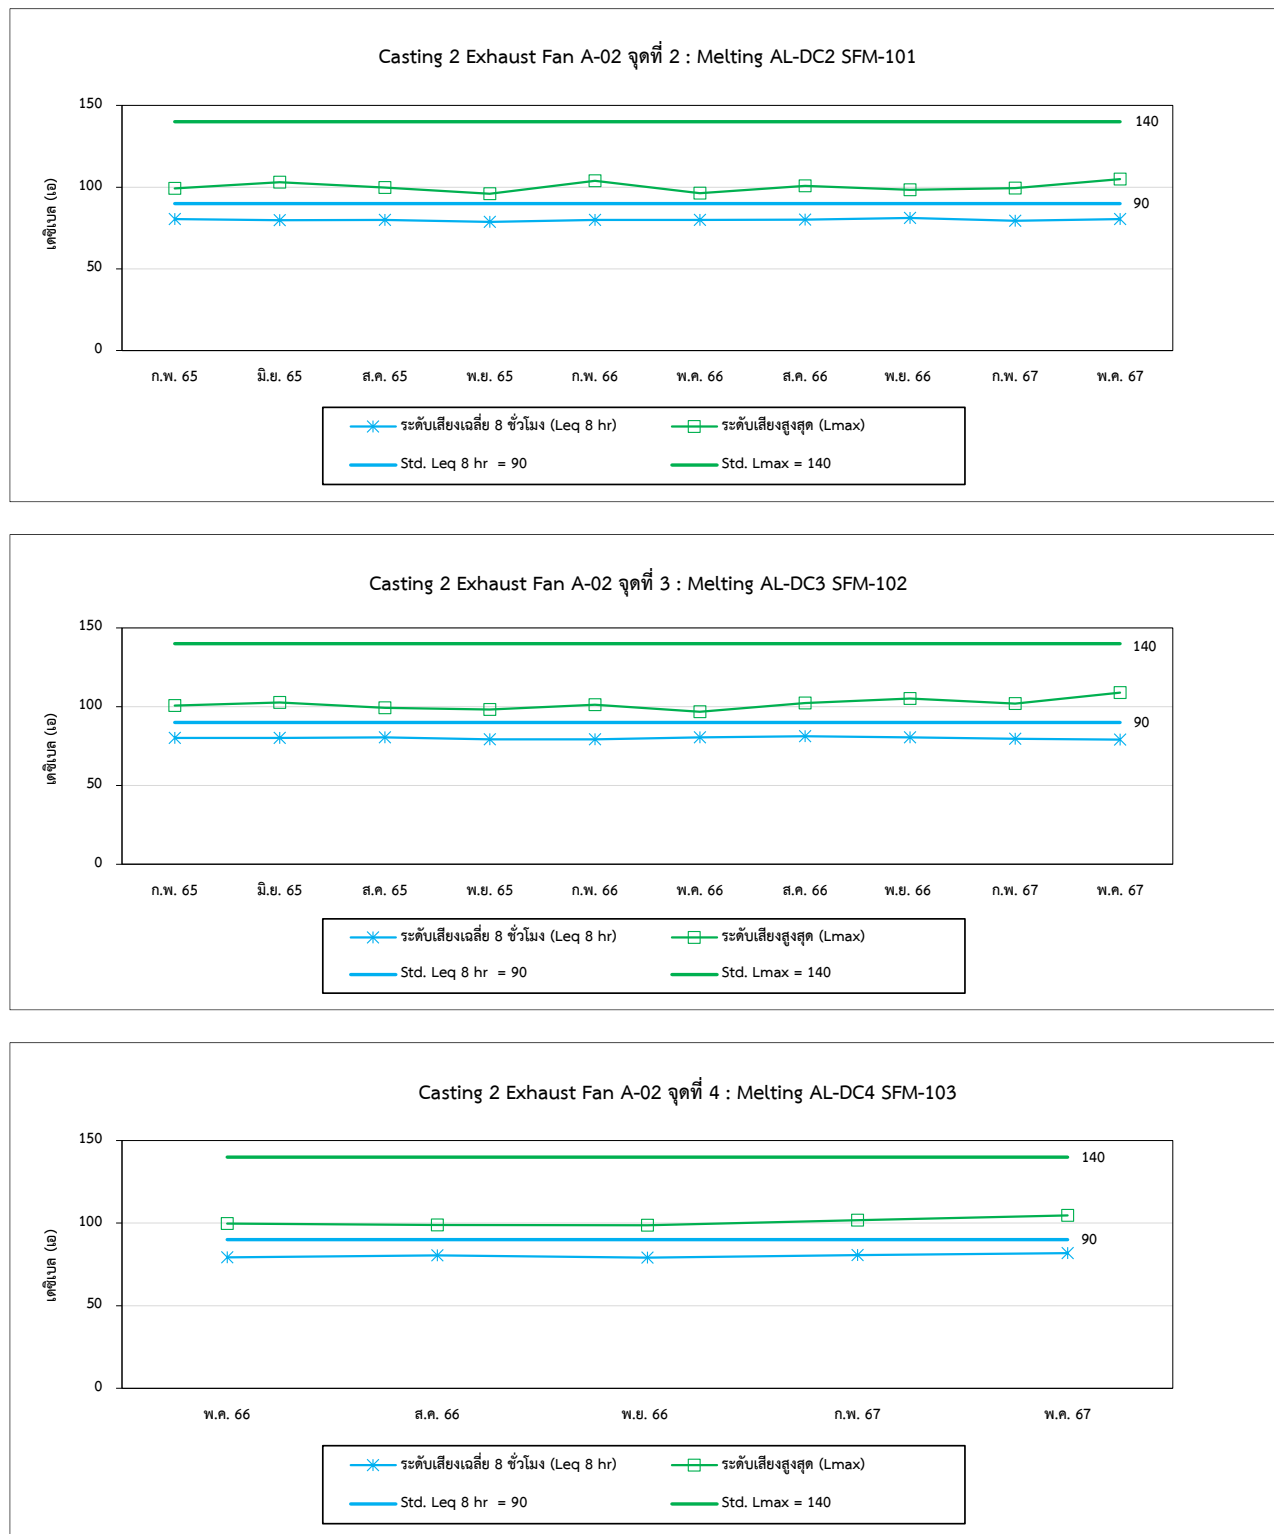 Casting 2 Exhaust Fan A-02 จุดที่ 2 : Melting AL-DC2 SFM-101
เดซิเบล (เอ)
150
100
50
0
140
90
ก.พ. 65 มิ.ย. 65 ส.ค. 65 พ.ย. 65 ก.พ. 66 พ.ค. 66 ส.ค. 66 พ.ย. 66 ก.พ. 67 พ.ค. 67
ระดับเสียงเฉลี่ย 8 ชั่วโมง (Leq 8 hr) ระดับเสียงสูงสุด (Lmax)
Std. Leq 8 hr = 90 Std. Lmax = 140
Casting 2 Exhaust Fan A-02 จุดที่ 3 : Melting AL-DC3 SFM-102
เดซิเบล (เอ)
150
100
50
0
140
90
ก.พ. 65 มิ.ย. 65 ส.ค. 65 พ.ย. 65 ก.พ. 66 พ.ค. 66 ส.ค. 66 พ.ย. 66 ก.พ. 67 พ.ค. 67
ระดับเสียงเฉลี่ย 8 ชั่วโมง (Leq 8 hr) ระดับเสียงสูงสุด (Lmax)
Std. Leq 8 hr = 90 Std. Lmax = 140
Casting 2 Exhaust Fan A-02 จุดที่ 4 : Melting AL-DC4 SFM-103
เดซิเบล (เอ)
150
100
50
0
140
90
พ.ค. 66 ส.ค. 66 พ.ย. 66 ก.พ. 67 พ.ค. 67
ระดับเสียงเฉลี่ย 8 ชั่วโมง (Leq 8 hr) ระดับเสียงสูงสุด (Lmax)
Std. Leq 8 hr = 90 Std. Lmax = 140